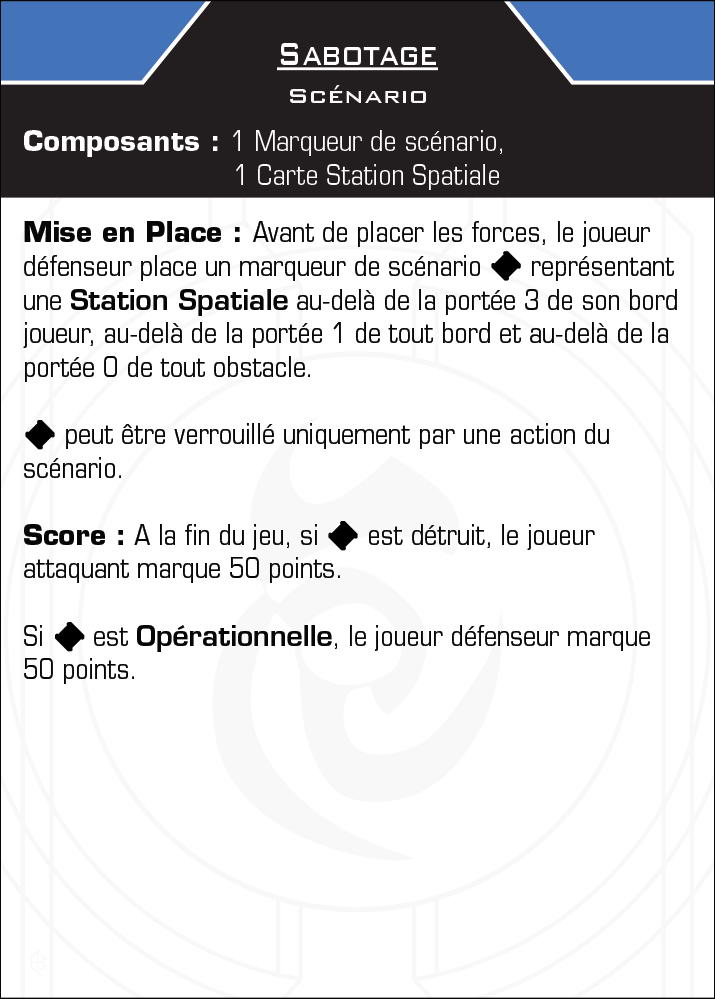 SABOTAGE
SCÉNARIO
Composants : 1 Marqueur de scénario,
1 Carte Station Spatiale
Mise en Place : Avant de placer les forces, le joueur
défenseur place un marqueur de scénario ◆ représentant
une Station Spatiale au-delà de la portée 3 de son bord
joueur, au-delà de la portée 1 de tout bord et au-delà de la
portée 0 de tout obstacle.
◆ peut être verrouillé uniquement par une action du
scénario.
Score : A la fin du jeu, si ◆ est détruit, le joueur
attaquant marque 50 points.
Si ◆ est Opérationnelle, le joueur défenseur marque
50 points.